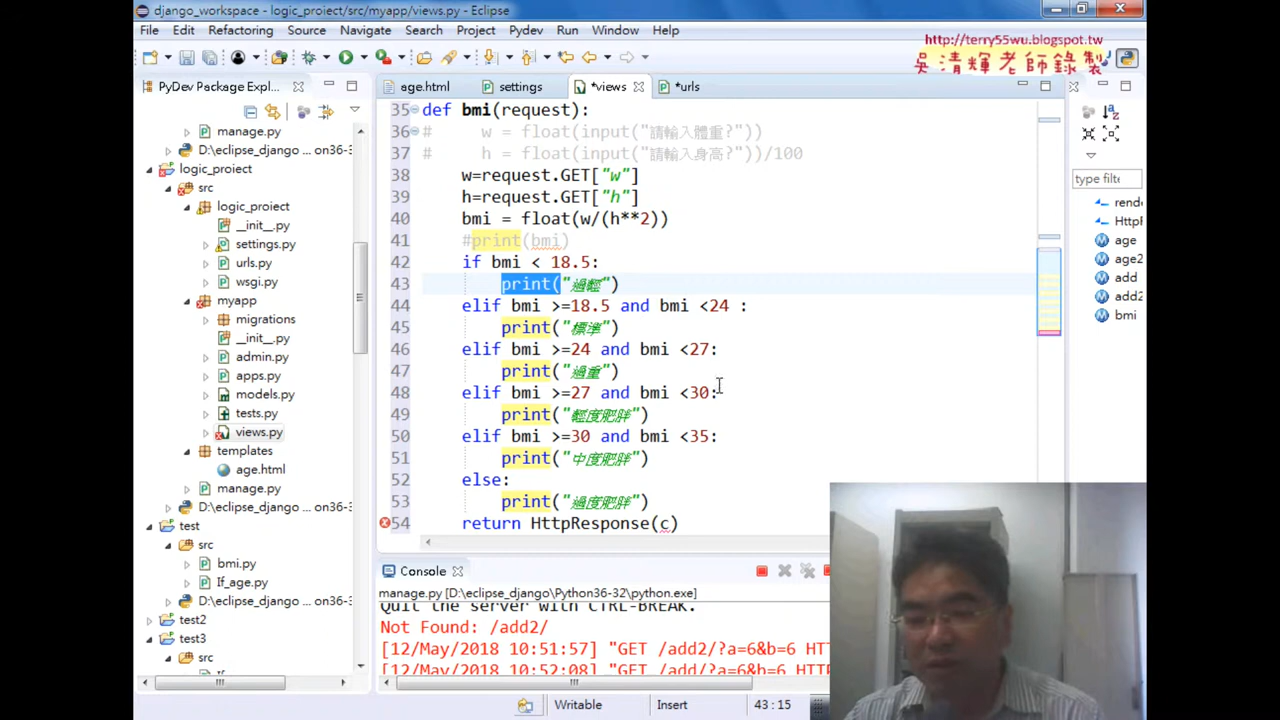 django_workspace - logic_project/src/myapp/views.py - Eclipse
File Edit Refactoring Source Navigate Search Project Pydev Run Window Help
http://terry55wu.blogspot.tw
吳清輝老師錄製
PyDev Package Expl...
age.html settings *views *urls
manage.py
D:\eclipse_django on36-3
logic_project
src
logic_project
__init__.py
settings.py
urls.py
wsgi.py
myapp
migrations
__init__.py
admin.py
apps.py
models.py
tests.py
views.py
templates
age.html
manage.py
D:\eclipse_django on36-3
test
src
bmi.py
If_age.py
D:\eclipse_django on36-3
test2
test3
src
35 def bmi(request):
36 # w = float(input("請輸入體重?"))
37 # h = float(input("請輸入身高?"))/100
38 w=request.GET["w"]
39 h=request.GET["h"]
40 bmi = float(w/(h**2))
41 #print(bmi)
42 if bmi < 18.5:
43 print("過輕")
44 elif bmi >=18.5 and bmi <24 :
45 print("標準")
46 elif bmi >=24 and bmi <27:
47 print("過重")
48 elif bmi >=27 and bmi <30:
49 print("輕度肥胖")
50 elif bmi >=30 and bmi <35:
51 print("中度肥胖")
52 else:
53 print("過度肥胖")
54 return HttpResponse(c)
type filte
rende
HttpR
age
age2
add
add2
bmi
Console
manage.py [D:\eclipse_django\Python36-32\python.exe]
Quit the server with CTRL-BREAK.
Not Found: /add2/
[12/May/2018 10:51:57] "GET /add2/?a=6&b=6 HTT
[12/May/2018 10:52:08] "GET /add2/?a=6&b=6 HTT
Writable Insert 43 : 15